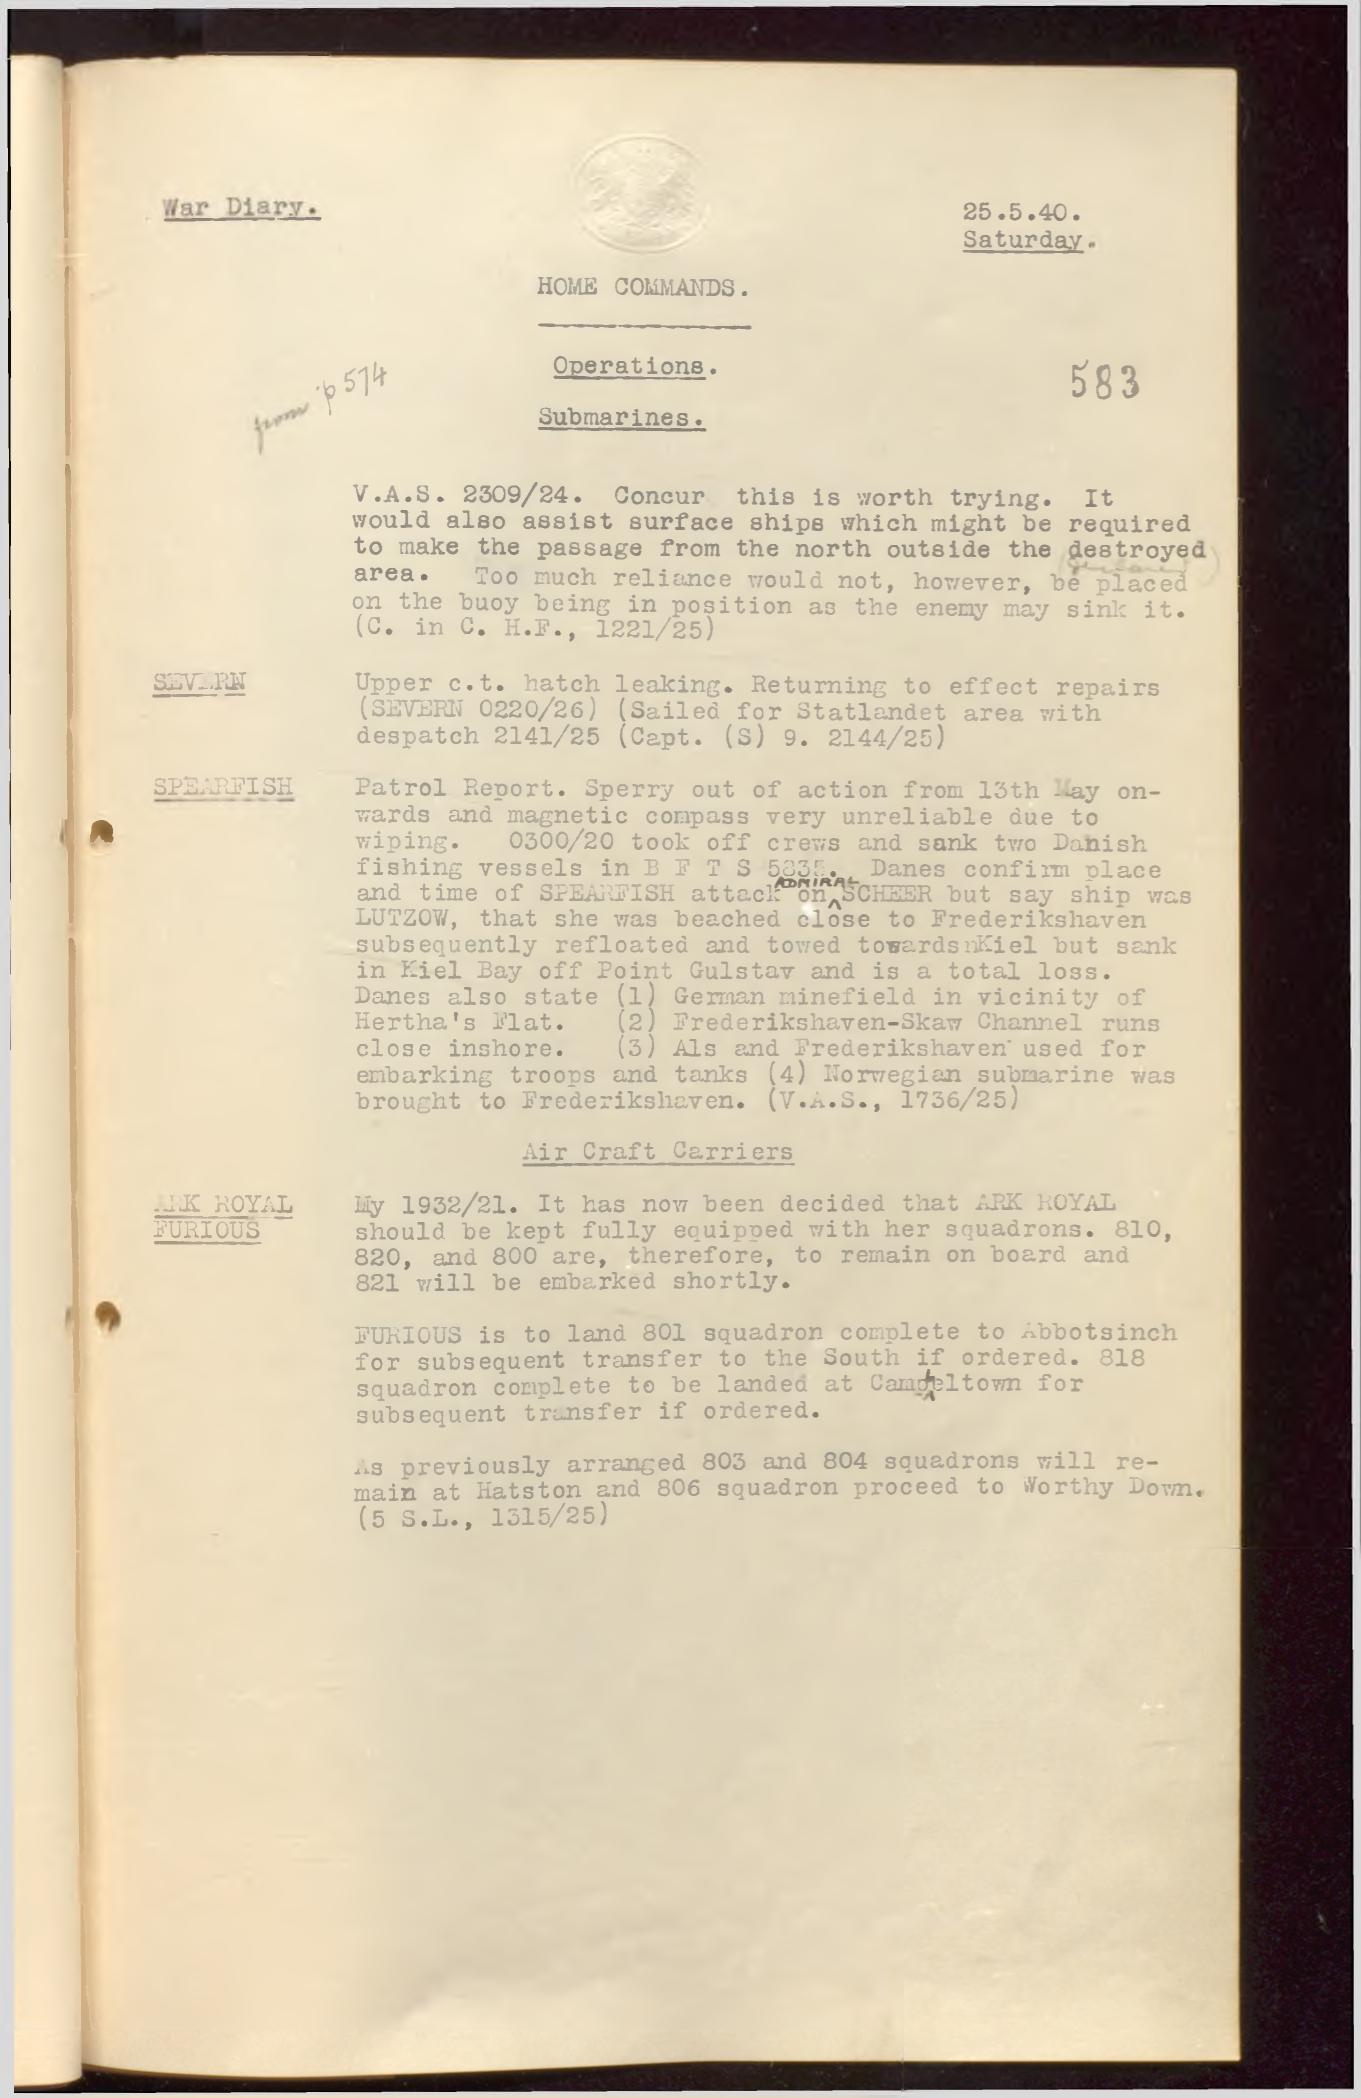 War Diary.
25.5.40.
Saturday.
HOME COMMANDS.
from p 574
Operations.
583
Submarines.
V.A.S. 2309/24. Concur this is worth trying. It
would also assist surface ships which might be required
to make the passage from the north outside the destroyed
(declared)
area. Too much reliance would not, however, be placed
on the buoy being in position as the enemy may sink it.
(C. in C. H.F., 1221/25)
SEVERN
Upper c.t. hatch leaking. Returning to effect repairs
(SEVERN 0220/26) (Sailed for Statlandet area with
despatch 2141/25 (Capt. (S) 9. 2144/25)
SPEARFISH
Patrol Report. Sperry out of action from 13th May on-
wards and magnetic compass very unreliable due to
wiping. 0300/20 took off crews and sank two Danish
fishing vessels in B F T S Danes confirm place
and time of SPEARFISH attack on ADMIRAL SCHEER but say ship was
LUTZOW, that she was beached close to Frederikshaven
subsequently refloated and towed towardsnKiel but sank
in Kiel Bay off Point Gulstav and is a total loss.
Danes also state (1) German minefield in vicinity of
Hertha's Flat. (2) Frederikshaven-Skaw Channel runs
close inshore. (3) Als and Frederikshaven used for
embarking troops and tanks (4) Norwegian submarine was
brought to Frederikshaven. (V.A.S., 1736/25)
Air Craft Carriers
ARK ROYAL
FURIOUS
My 1932/21. It has now been decided that ARK ROYAL
should be kept fully equipped with her squadrons. 810,
820, and 800 are, therefore, to remain on board and
821 will be embarked shortly.
FURIOUS is to land 801 squadron complete to Abbotsinch
for subsequent transfer to the South if ordered. 818
squadron complete to be landed at Campbeltown for
subsequent transfer if ordered.
As previously arranged 803 and 804 squadrons will re-
main at Hatston and 806 squadron proceed to Worthy Down.
(5 S.L., 1315/25)